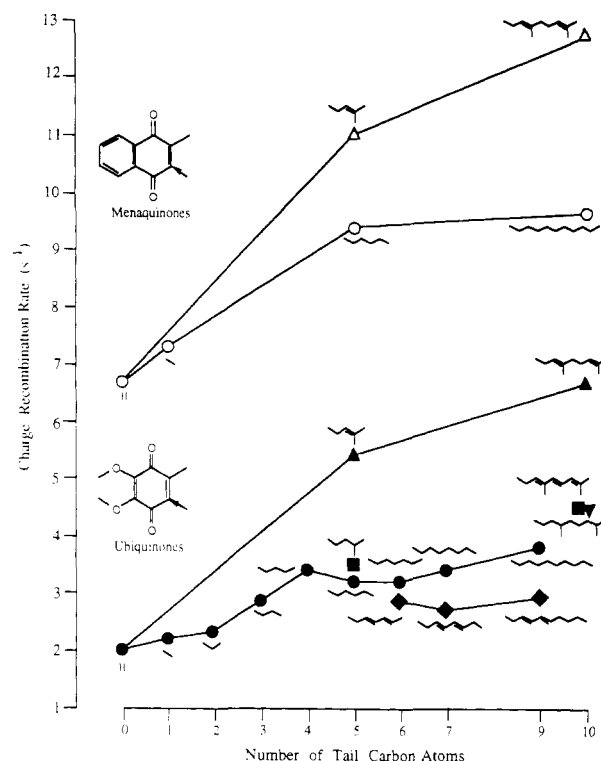 13
12
11
10
9
8
7
6
5
4
3
2
1
Charge Recombination Rate (s⁻¹)
O
O
Menaquinones
H
O
O
O
O
Ubiquinones
H
0 1 2 3 4 5 6 7 9 10
Number of Tail Carbon Atoms